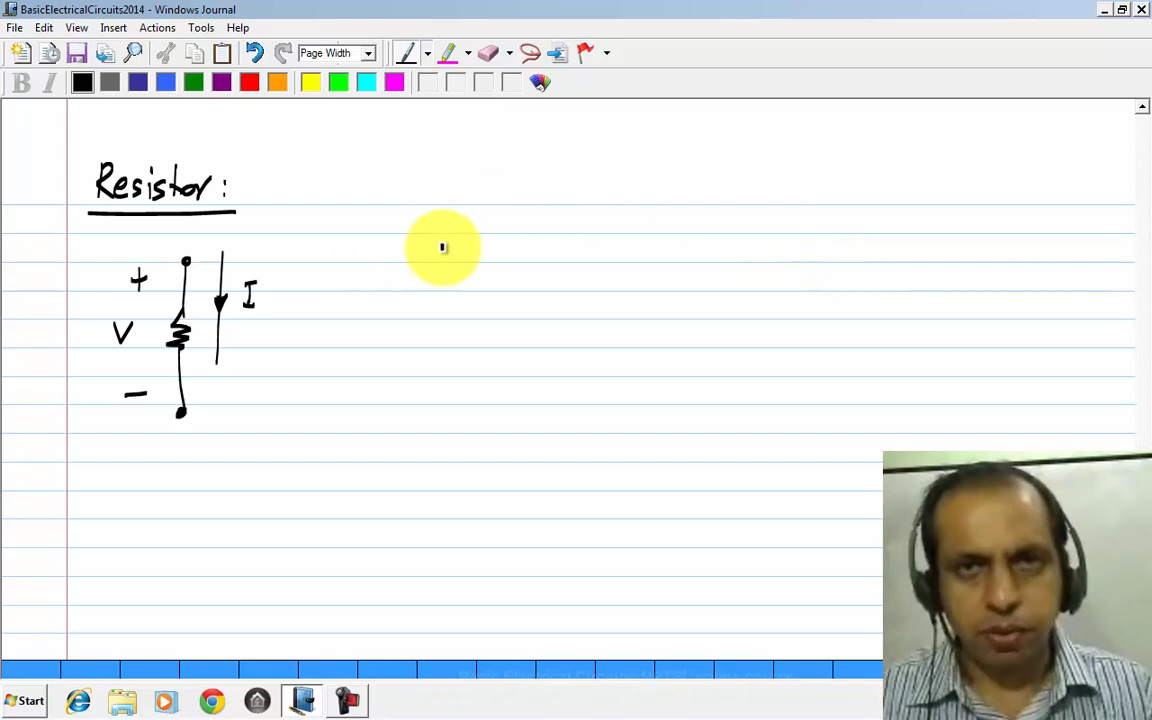 BasicElectricalCircuits2014 - Windows Journal
File Edit View Insert Actions Tools Help
Page Width
B I
Resistor:
+
I
V
-
Start